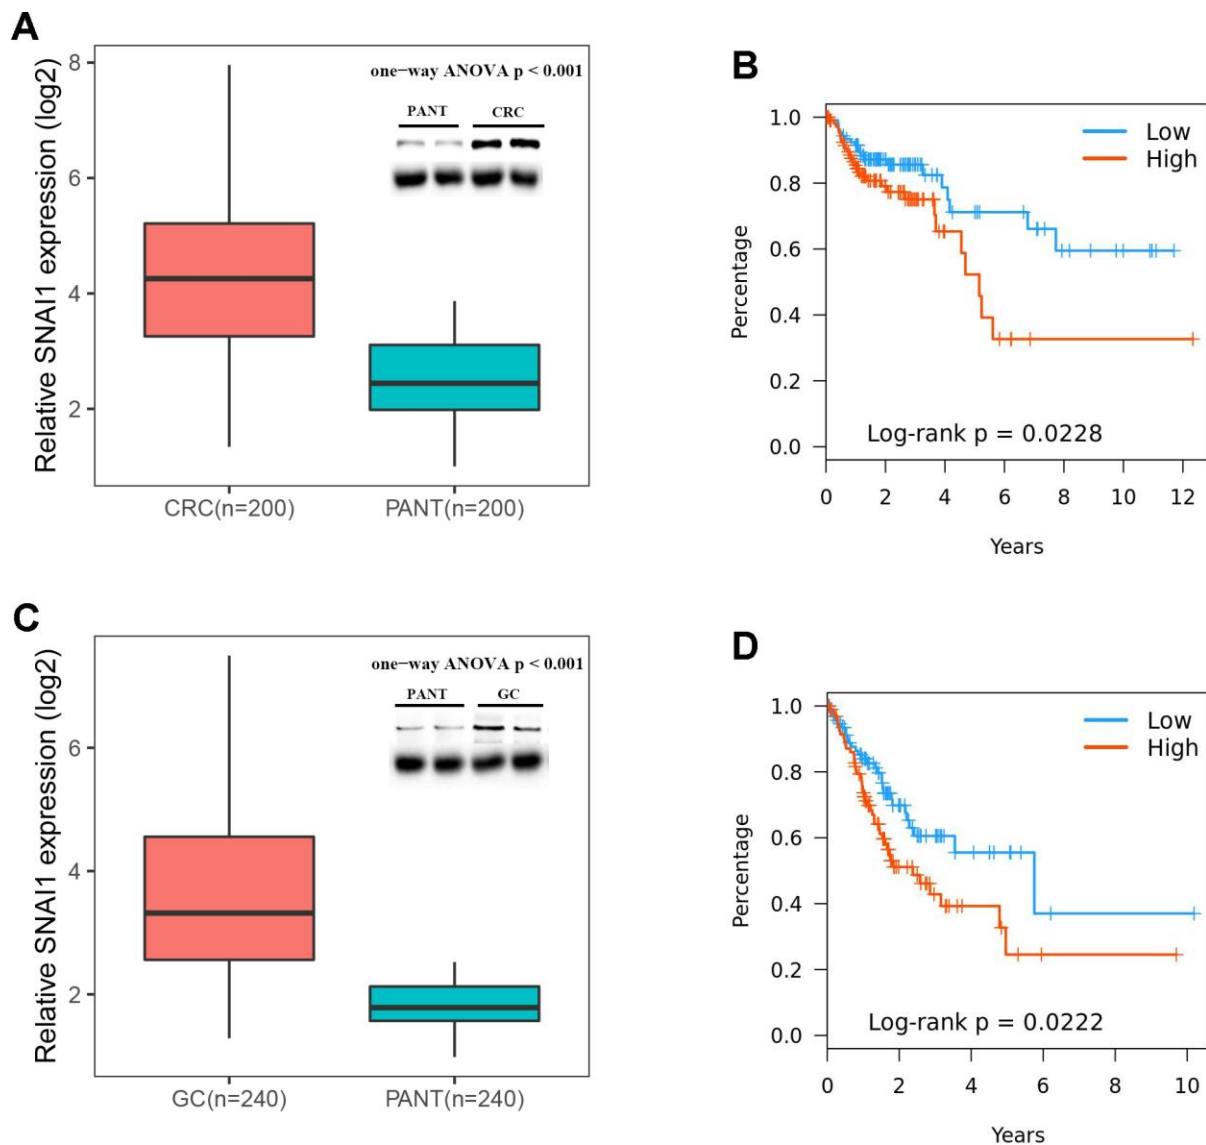 A
Relative SNAI1 expression (log2)
8
6
4
2
one-way ANOVA p < 0.001
PANT CRC
CRC(n=200) PANT(n=200)
B
Percentage
1.0
0.8
0.6
0.4
0.2
0.0
Low
High
Log-rank p = 0.0228
0 2 4 6 8 10 12
Years
C
Relative SNAI1 expression (log2)
6
4
2
one-way ANOVA p < 0.001
PANT GC
GC(n=240) PANT(n=240)
D
Percentage
1.0
0.8
0.6
0.4
0.2
0.0
Low
High
Log-rank p = 0.0222
0 2 4 6 8 10
Years